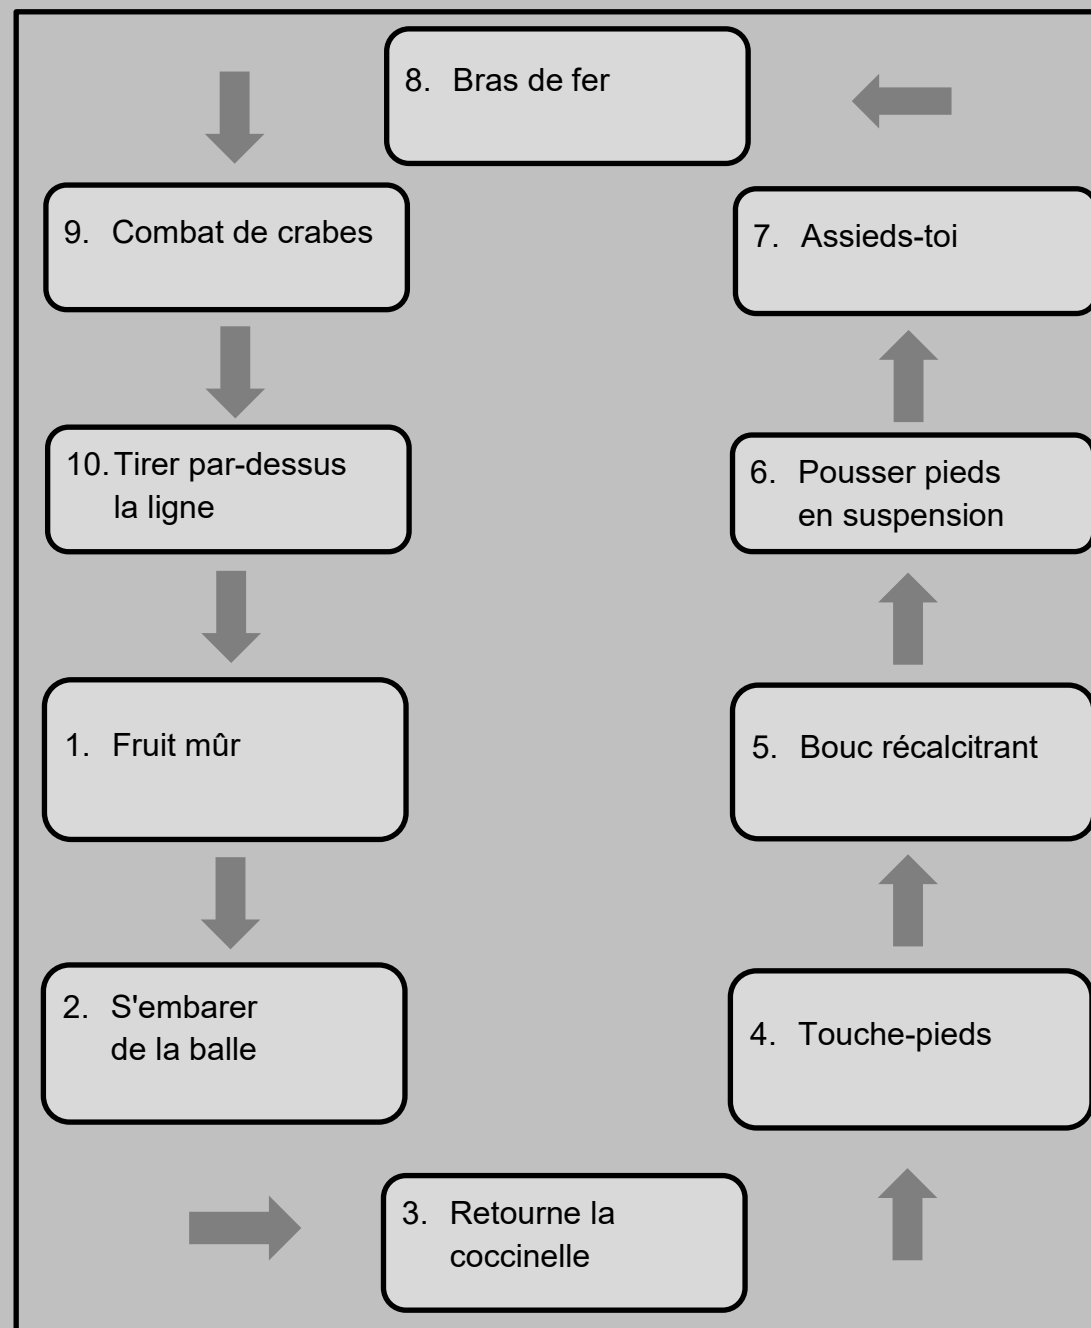 8. Bras de fer
9. Combat de crabes
7. Assieds-toi
10. Tirer par-dessus
la ligne
6. Pousser pieds
en suspension
1. Fruit mûr
5. Bouc récalcitrant
2. S'embarer
de la balle
4. Touche-pieds
3. Retourne la
coccinelle